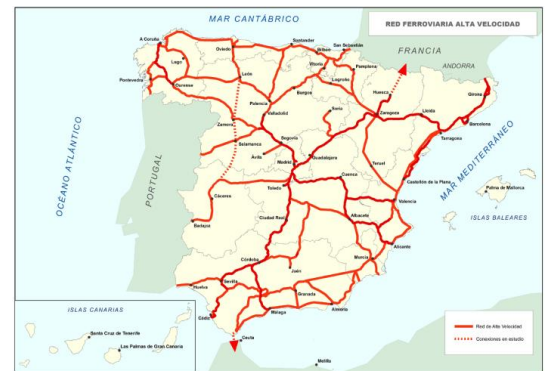 MAR CANTÁBRICO
RED FERROVIARIA ALTA VELOCIDAD
FRANCIA
ANDORRA
A Coruña
Lugo
Oviedo
Santander
Bilbao
San Sebastián
Pontevedra
Ourense
León
Vitoria
Pamplona
Logroño
Burgos
Palencia
Huesca
Girona
Zamora
Valladolid
Soria
Zaragoza
Lleida
Barcelona
Tarragona
Salamanca
Segovia
Ávila
Guadalajara
Madrid
Teruel
Cuenca
Castellón de la Plana
Toledo
Valencia
Cáceres
Badajoz
Ciudad Real
Albacete
Alicante
Murcia
Córdoba
Jaén
Huelva
Sevilla
Granada
Almería
Málaga
Cádiz
Ceuta
Melilla
Palma de Mallorca
ISLAS BALEARES
MAR MEDITERRÁNEO
OCÉANO ATLÁNTICO
PORTUGAL
ISLAS CANARIAS
Santa Cruz de Tenerife
Las Palmas de Gran Canaria
Red de Alta Velocidad
Conexiones en estudio